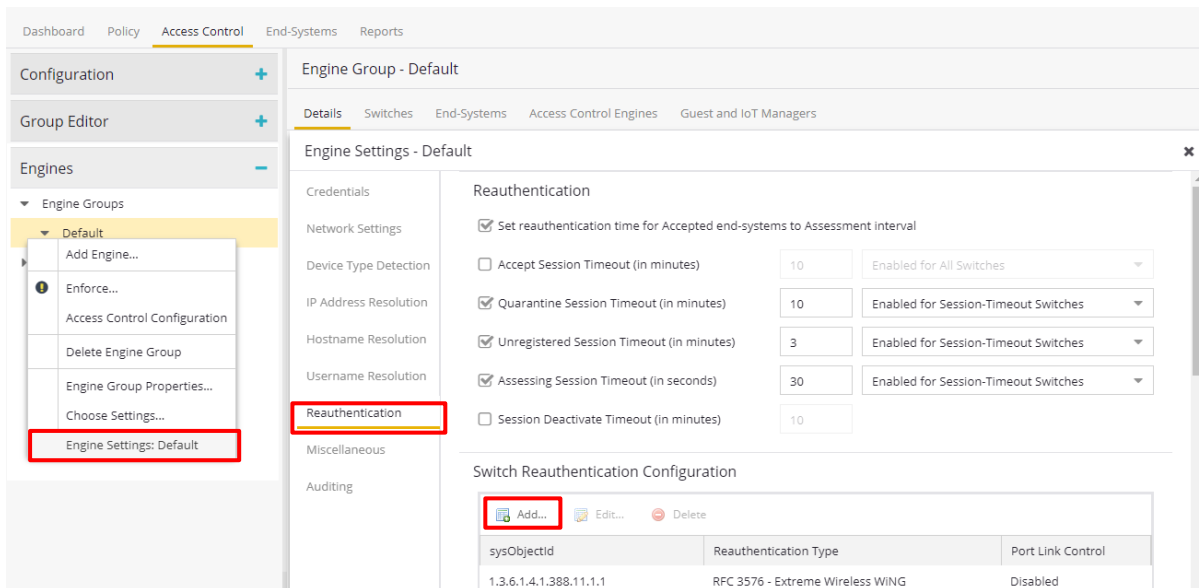 Dashboard Policy Access Control End-Systems Reports
Configuration
Group Editor
Engines
Engine Groups
Default
Add Engine...
Enforce...
Access Control Configuration
Delete Engine Group
Engine Group Properties...
Choose Settings...
Engine Settings: Default
Engine Group - Default
Details Switches End-Systems Access Control Engines Guest and IoT Managers
Engine Settings - Default
Credentials
Network Settings
Device Type Detection
IP Address Resolution
Hostname Resolution
Username Resolution
Reauthentication
Miscellaneous
Auditing
Reauthentication
Set reauthentication time for Accepted end-systems to Assessment interval
Accept Session Timeout (in minutes) 10 Enabled for All Switches
Quarantine Session Timeout (in minutes) 10 Enabled for Session-Timeout Switches
Unregistered Session Timeout (in minutes) 3 Enabled for Session-Timeout Switches
Assessing Session Timeout (in seconds) 30 Enabled for Session-Timeout Switches
Session Deactivate Timeout (in minutes) 10
Switch Reauthentication Configuration
Add... Edit... Delete
sysObjectId Reauthentication Type Port Link Control
1.3.6.1.4.1.388.11.1.1 RFC 3576 - Extreme Wireless WiNG Disabled